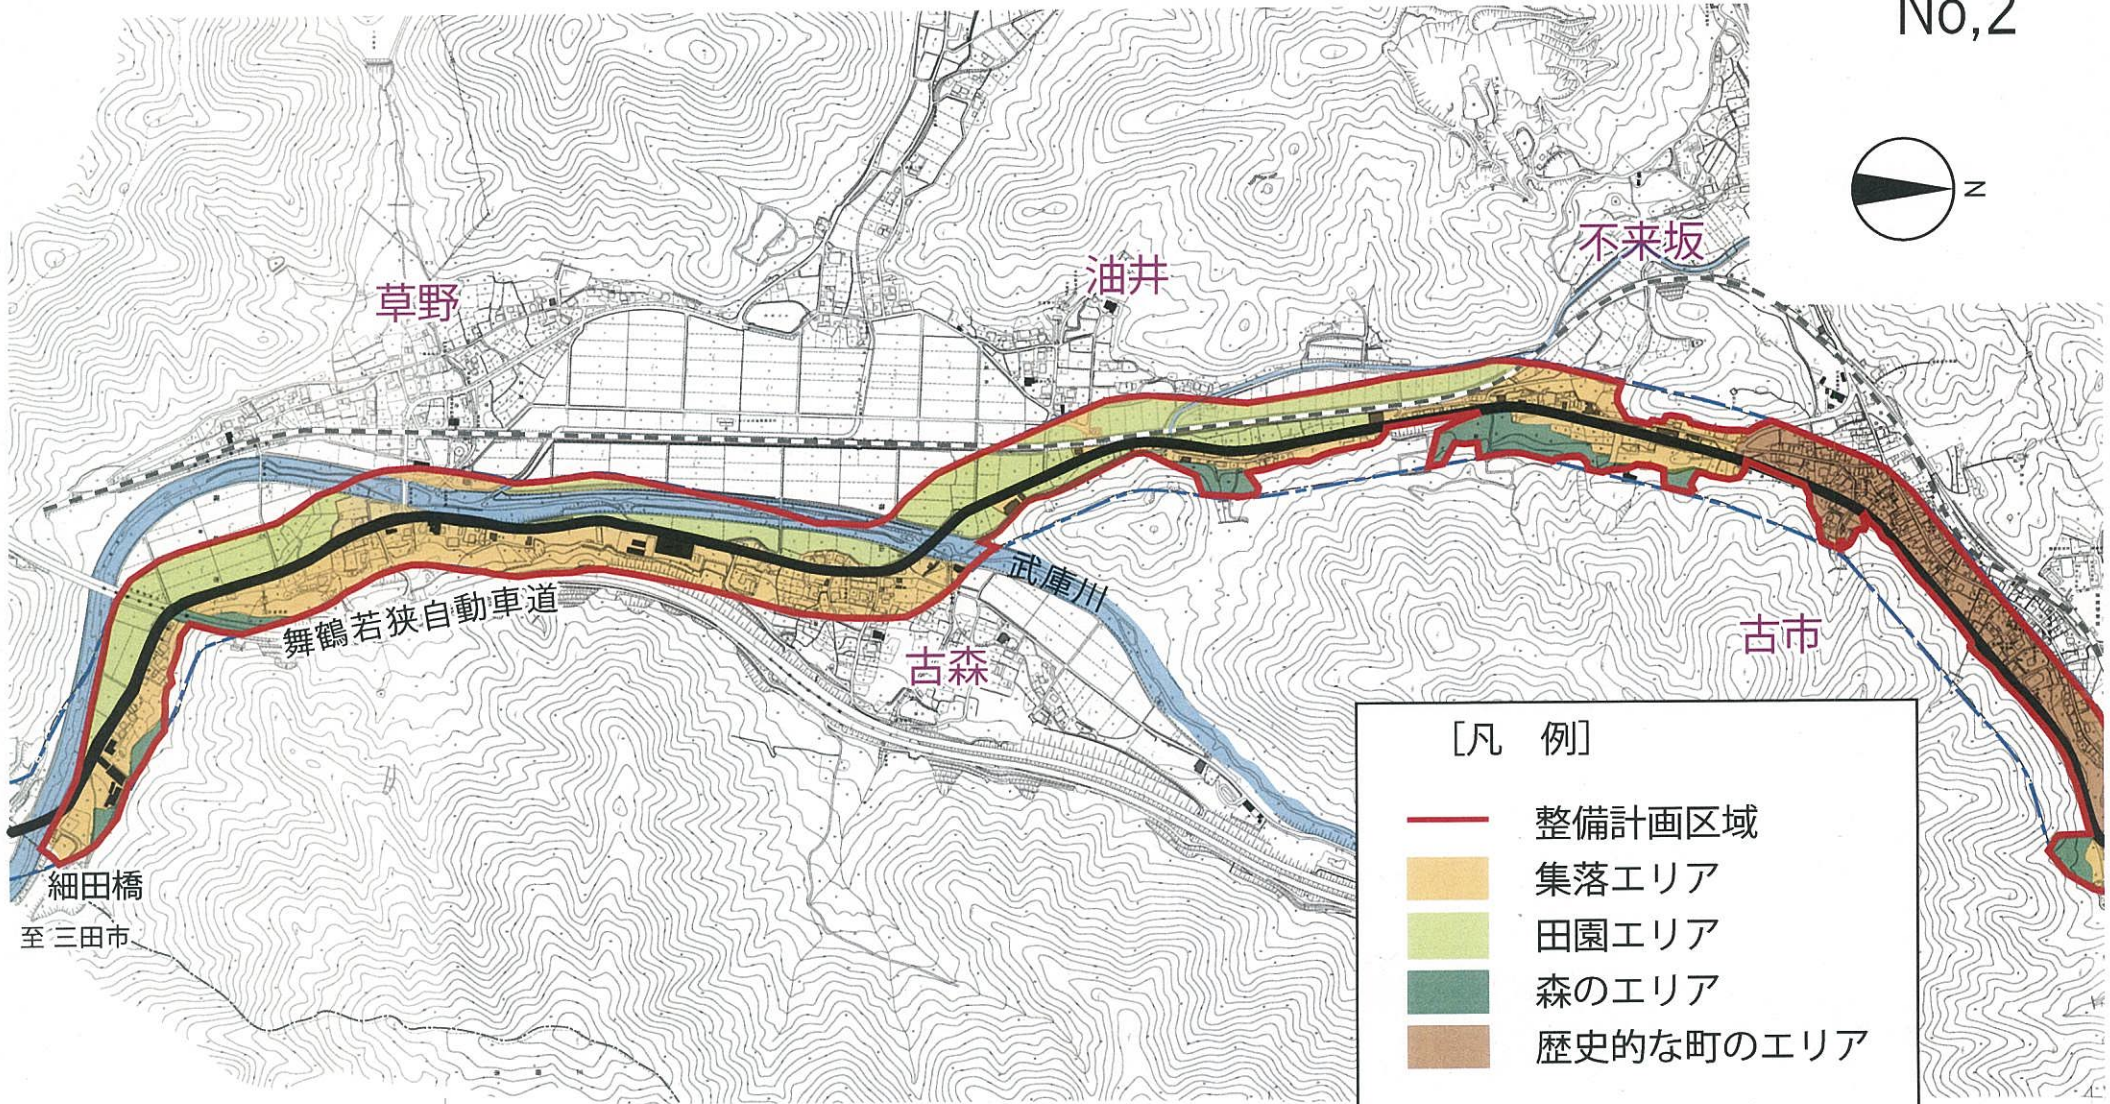 No,2
N
不来坂
油井
草野
武庫川
舞鶴若狭自動車道
古市
古森
細田橋
至 三田市
[凡 例]
整備計画区域
集落エリア
田園エリア
森のエリア
歴史的な町のエリア